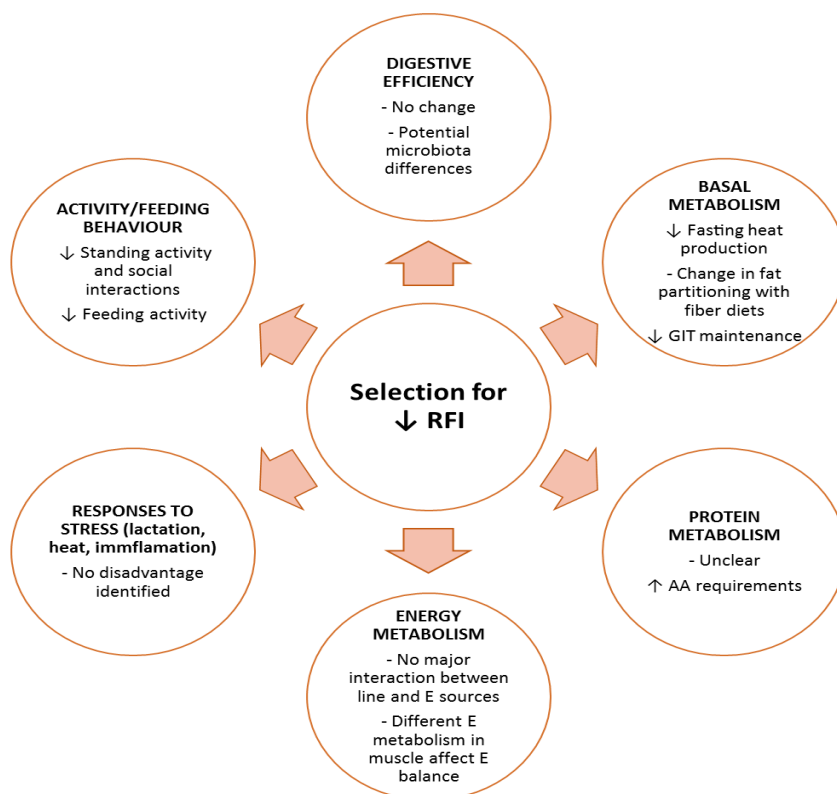 DIGESTIVE
EFFICIENCY
- No change
- Potential
microbiota
differences
ACTIVITY/FEEDING
BEHAVIOUR
↓ Standing activity
and social
interactions
↓ Feeding activity
BASAL
METABOLISM
↓ Fasting heat
production
- Change in fat
partitioning with
fiber diets
↓ GIT maintenance
Selection for
↓ RFI
RESPONSES TO
STRESS (lactation,
heat, immflamation)
- No disadvantage
identified
PROTEIN
METABOLISM
- Unclear
↑ AA requirements
ENERGY
METABOLISM
- No major
interaction between
line and E sources
- Different E
metabolism in
muscle affect E
balance